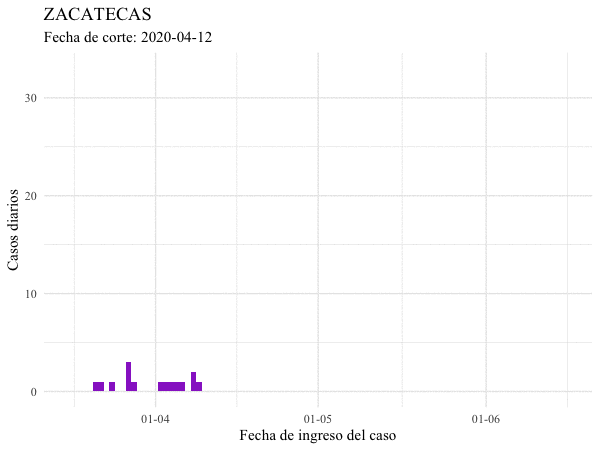 ZACATECAS
Fecha de corte: 2020-04-12
30
20
10
0
Casos diarios
01-04
01-05
01-06
Fecha de ingreso del caso